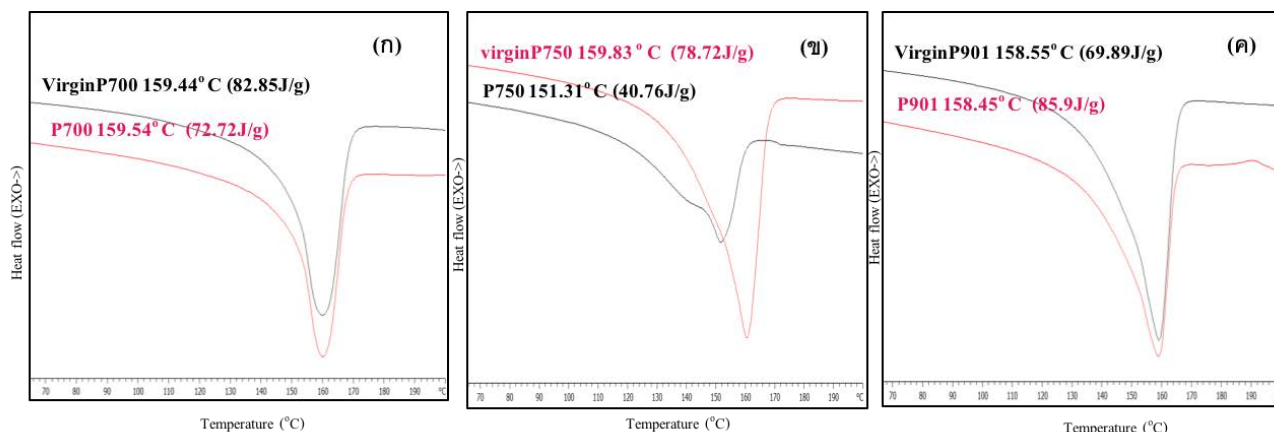 (ก)
VirginP700 159.44° C (82.85J/g)
P700 159.54° C (72.72J/g)
Heat flow (EXO->)
70 80 90 100 110 120 130 140 150 160 170 180 190 °C
Temperature (°C)
(ข)
virginP750 159.83° C (78.72J/g)
P750 151.31° C (40.76J/g)
Heat flow (EXO->)
70 80 90 100 110 120 130 140 150 160 170 180 190 °C
Temperature (°C)
(ค)
VirginP901 158.55° C (69.89J/g)
P901 158.45° C (85.9J/g)
Heat flow (EXO->)
70 80 90 100 110 120 130 140 150 160 170 180 190
Temperature (°C)